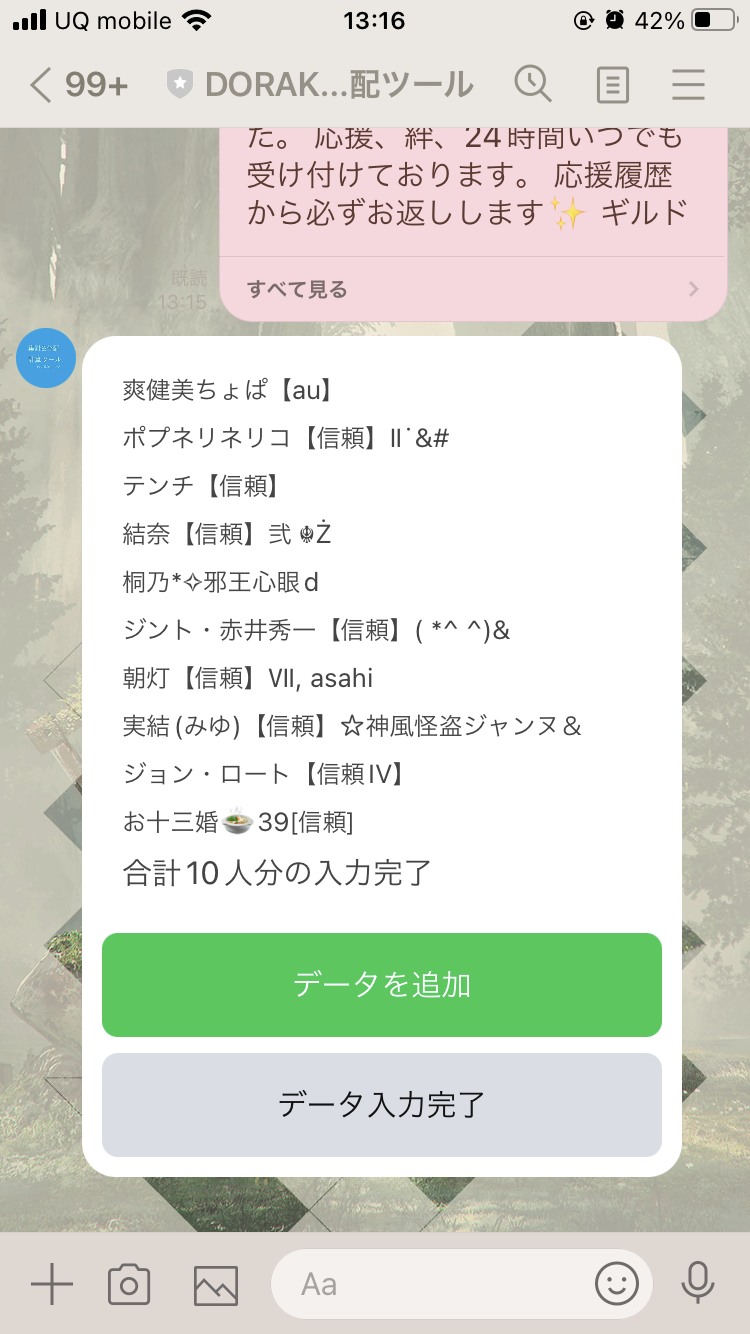 UQ mobile 13:16 42%
99+ DORAK...配ツール
た。 応援、絆、24時間いつでも
受け付けております。 応援履歴
から必ずお返しします✨ ギルド
既読
13:15
すべて見る
爽健美ちょぱ【au】
ポプネリネリコ【信頼】Ⅱ˙&#
テンチ【信頼】
結奈【信頼】弐☬Ż
桐乃*✧邪王心眼d
ジント・赤井秀一【信頼】( *^ ^)&
朝灯【信頼】Ⅶ, asahi
実結(みゆ)【信頼】☆神風怪盗ジャンヌ&
ジョン・ロート【信頼Ⅳ】
お十三婚🍲39[信頼]
合計10人分の入力完了
データを追加
データ入力完了
Aa